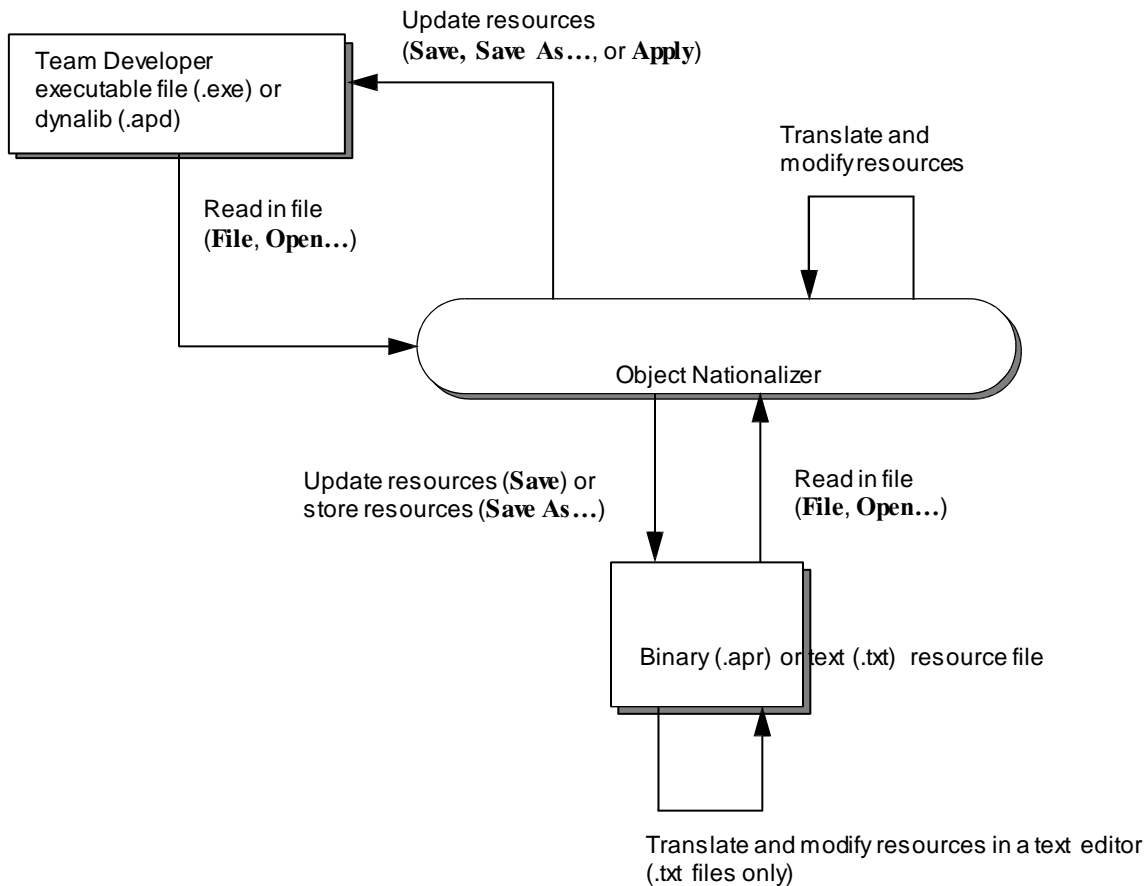 Update resources
(Save, Save As…, or Apply)
Team Developer
executable file (.exe) or
dynalib (.apd)
Translate and
modify resources
Read in file
(File, Open…)
Object Nationalizer
Update resources (Save) or
store resources (Save As…)
Read in file
(File, Open…)
Binary (.apr) or text (.txt) resource file
Translate and modify resources in a text editor
(.txt files only)